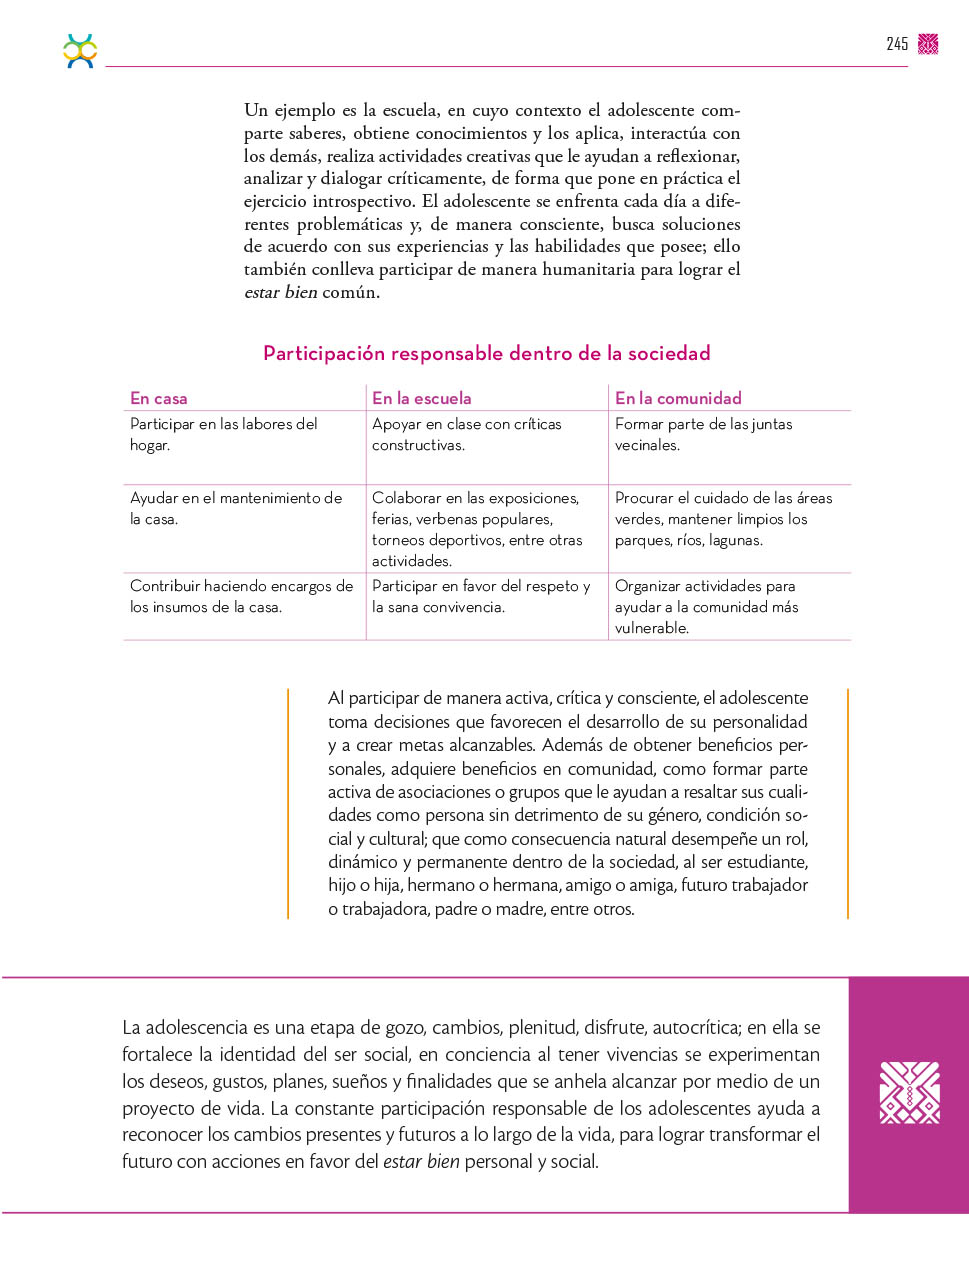 245
Un ejemplo es la escuela, en cuyo contexto el adolescente com-
parte saberes, obtiene conocimientos y los aplica, interactúa con
los demás, realiza actividades creativas que le ayudan a reflexionar,
analizar y dialogar críticamente, de forma que pone en práctica el
ejercicio introspectivo. El adolescente se enfrenta cada día a dife-
rentes problemáticas y, de manera consciente, busca soluciones
de acuerdo con sus experiencias y las habilidades que posee; ello
también conlleva participar de manera humanitaria para lograr el
estar bien común.
Participación responsable dentro de la sociedad
En casa
En la escuela
En la comunidad
Participar en las labores del
hogar.
Apoyar en clase con críticas
constructivas.
Formar parte de las juntas
vecinales.
Ayudar en el mantenimiento de
la casa.
Colaborar en las exposiciones,
ferias, verbenas populares,
torneos deportivos, entre otras
actividades.
Procurar el cuidado de las áreas
verdes, mantener limpios los
parques, ríos, lagunas.
Contribuir haciendo encargos de
los insumos de la casa.
Participar en favor del respeto y
la sana convivencia.
Organizar actividades para
ayudar a la comunidad más
vulnerable.
Al participar de manera activa, crítica y consciente, el adolescente
toma decisiones que favorecen el desarrollo de su personalidad
y a crear metas alcanzables. Además de obtener beneficios per-
sonales, adquiere beneficios en comunidad, como formar parte
activa de asociaciones o grupos que le ayudan a resaltar sus cuali-
dades como persona sin detrimento de su género, condición so-
cial y cultural; que como consecuencia natural desempeñe un rol,
dinámico y permanente dentro de la sociedad, al ser estudiante,
hijo o hija, hermano o hermana, amigo o amiga, futuro trabajador
o trabajadora, padre o madre, entre otros.
La adolescencia es una etapa de gozo, cambios, plenitud, disfrute, autocrítica; en ella se
fortalece la identidad del ser social, en conciencia al tener vivencias se experimentan
los deseos, gustos, planes, sueños y finalidades que se anhela alcanzar por medio de un
proyecto de vida. La constante participación responsable de los adolescentes ayuda a
reconocer los cambios presentes y futuros a lo largo de la vida, para lograr transformar el
futuro con acciones en favor del estar bien personal y social.